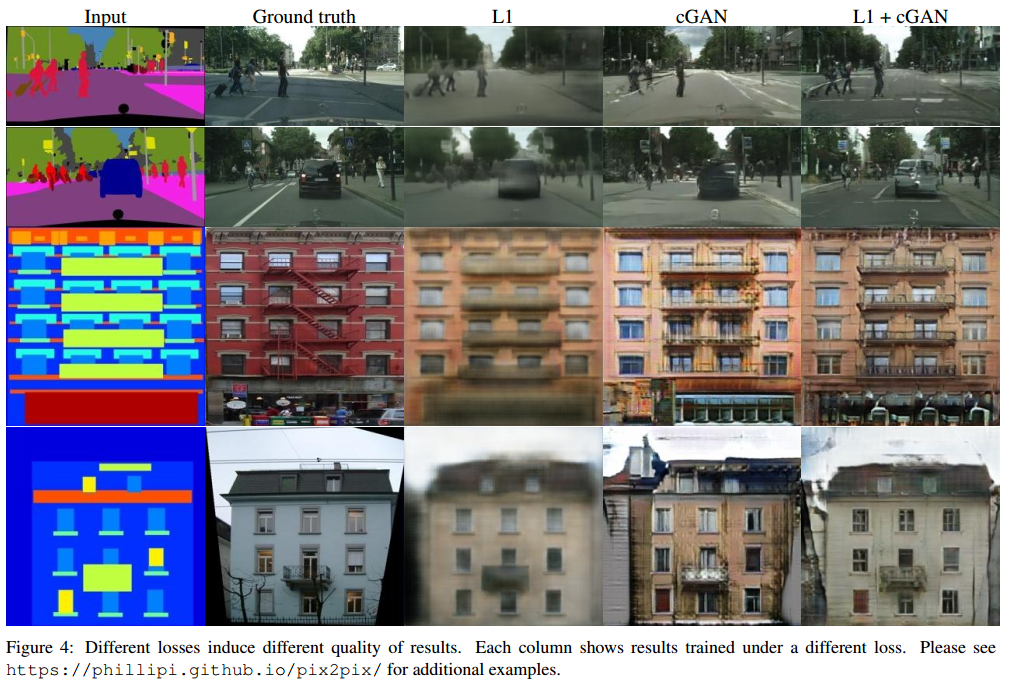 Input Ground truth L1 cGAN L1 + cGAN
Figure 4: Different losses induce different quality of results. Each column shows results trained under a different loss. Please see
https://phillipi.github.io/pix2pix/ for additional examples.